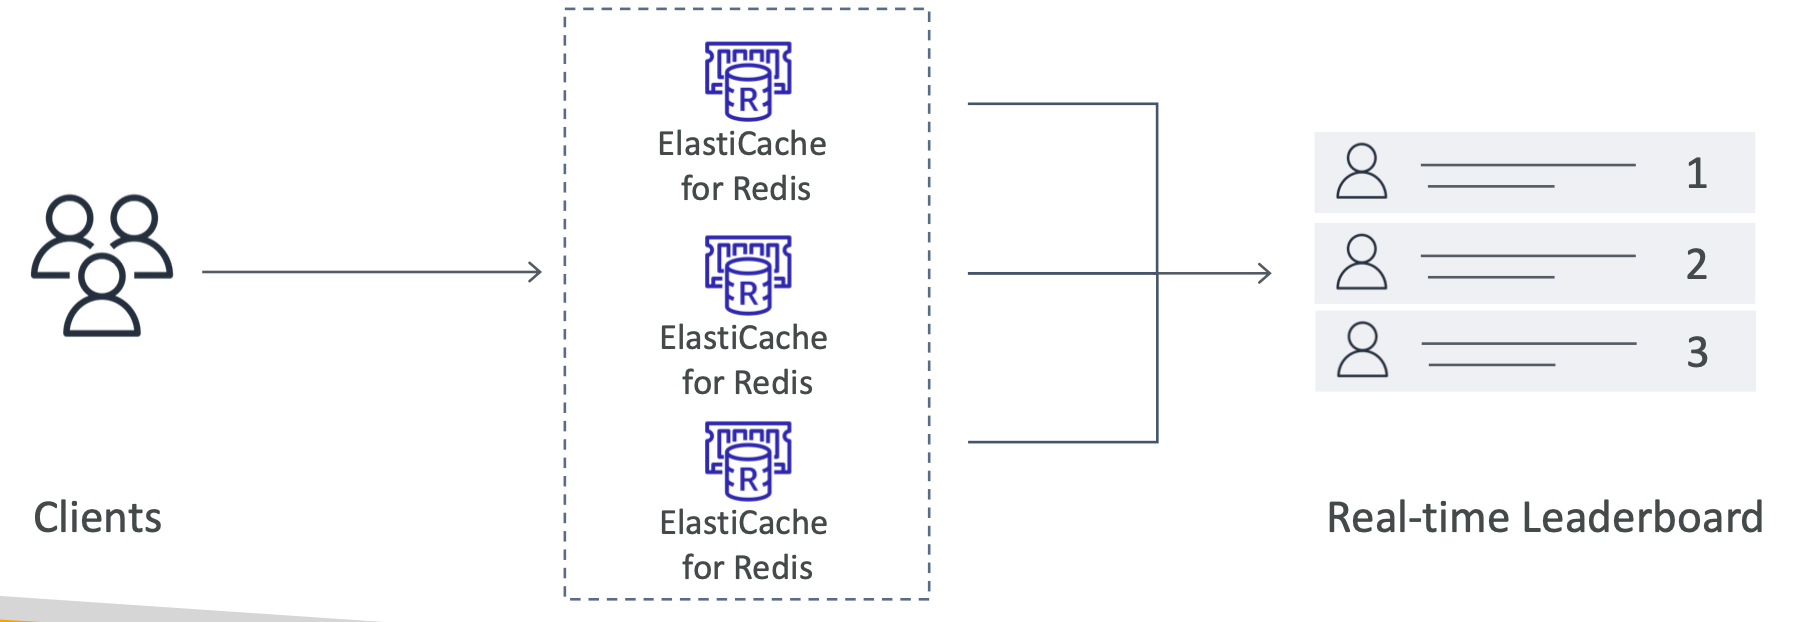 R
ElastiCache
for Redis
R
ElastiCache
for Redis
R
ElastiCache
for Redis
Clients
1
2
3
Real-time Leaderboard